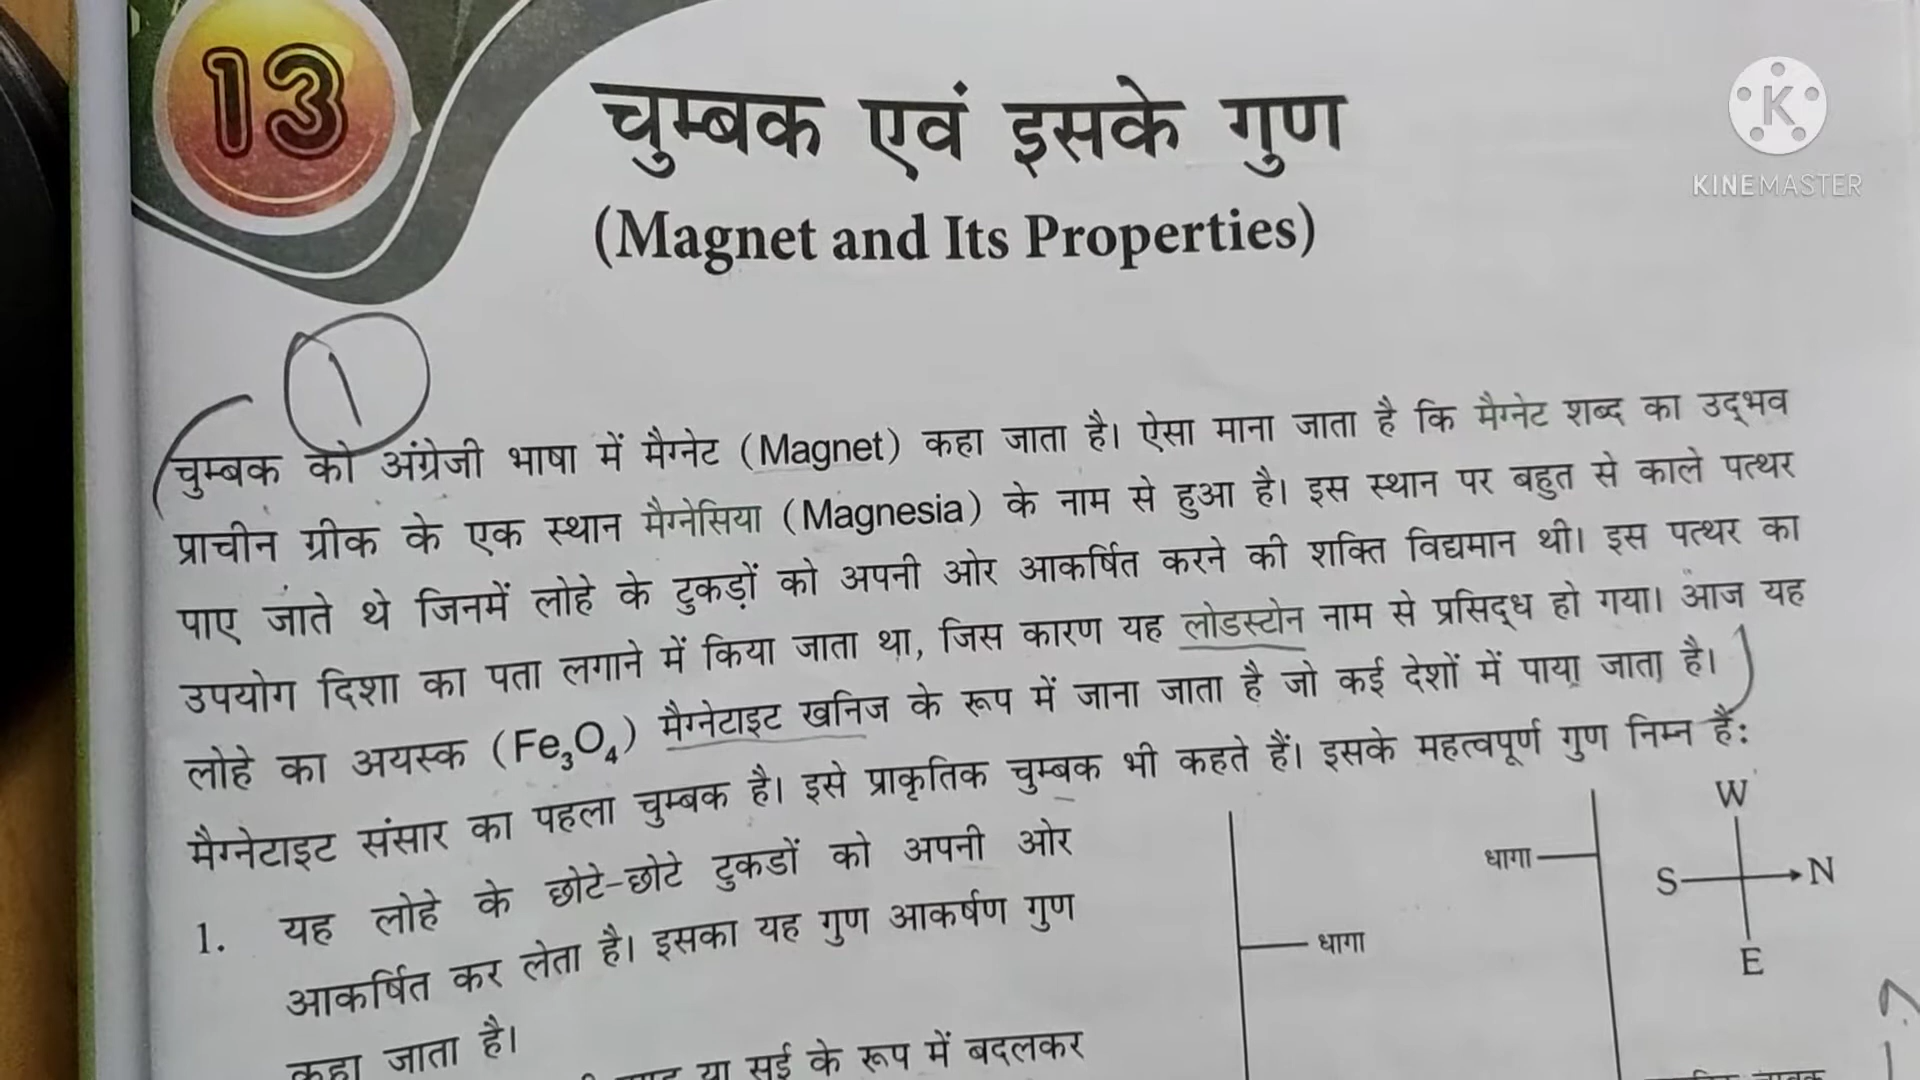 13
चुम्बक एवं इसके गुण
(Magnet and Its Properties)
KINEMASTER
1
चुम्बक को अंग्रेजी भाषा में मैग्नेट (Magnet) कहा जाता है। ऐसा माना जाता है कि मैग्नेट शब्द का उद्‌भव
प्राचीन ग्रीक के एक स्थान मैग्नेसिया (Magnesia) के नाम से हुआ है। इस स्थान पर बहुत से काले पत्थर
पाए जाते थे जिनमें लोहे के टुकड़ों को अपनी ओर आकर्षित करने की शक्ति विद्यमान थी। इस पत्थर का
उपयोग दिशा का पता लगाने में किया जाता था, जिस कारण यह लोडस्टोन नाम से प्रसिद्ध हो गया। आज यह
लोहे का अयस्क (Fe₃O₄) मैग्नेटाइट खनिज के रूप में जाना जाता है जो कई देशों में पाया जाता है।
मैग्नेटाइट संसार का पहला चुम्बक है। इसे प्राकृतिक चुम्बक भी कहते हैं। इसके महत्वपूर्ण गुण निम्न हैं:
1. यह लोहे के छोटे-छोटे टुकडों को अपनी ओर
आकर्षित कर लेता है। इसका यह गुण आकर्षण गुण
कहा जाता है।
या सुई के रूप में बदलकर
धागा
धागा
W
S N
E